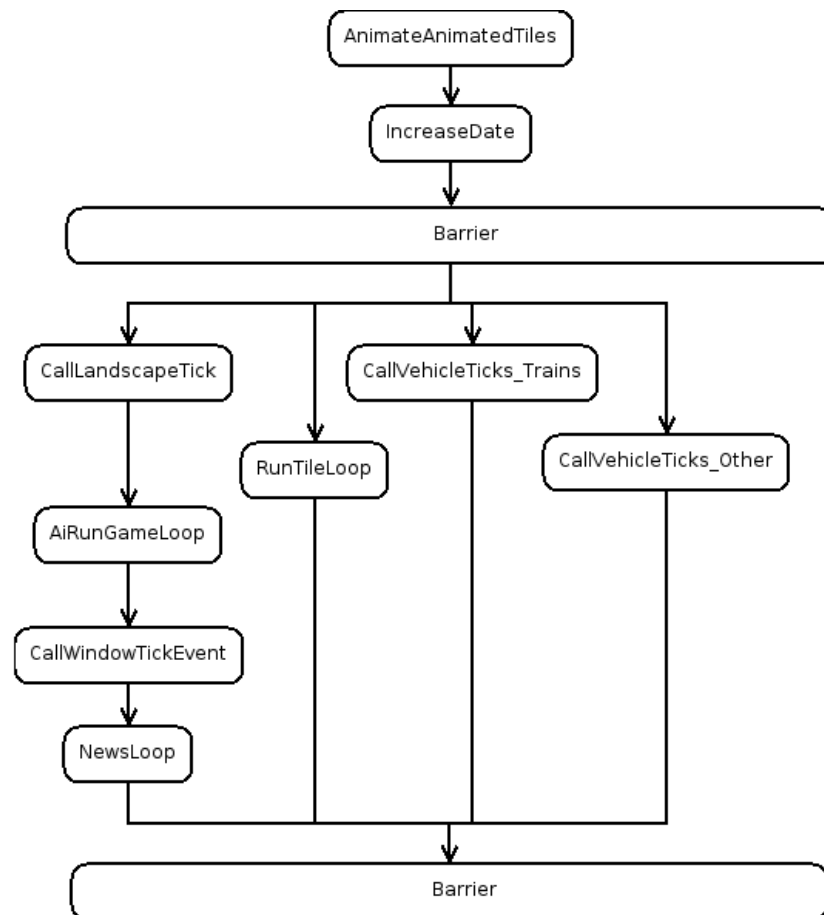 AnimateAnimatedTiles
IncreaseDate
Barrier
CallLandscapeTick
CallVehicleTicks_Trains
RunTileLoop
CallVehicleTicks_Other
AiRunGameLoop
CallWindowTickEvent
NewsLoop
Barrier